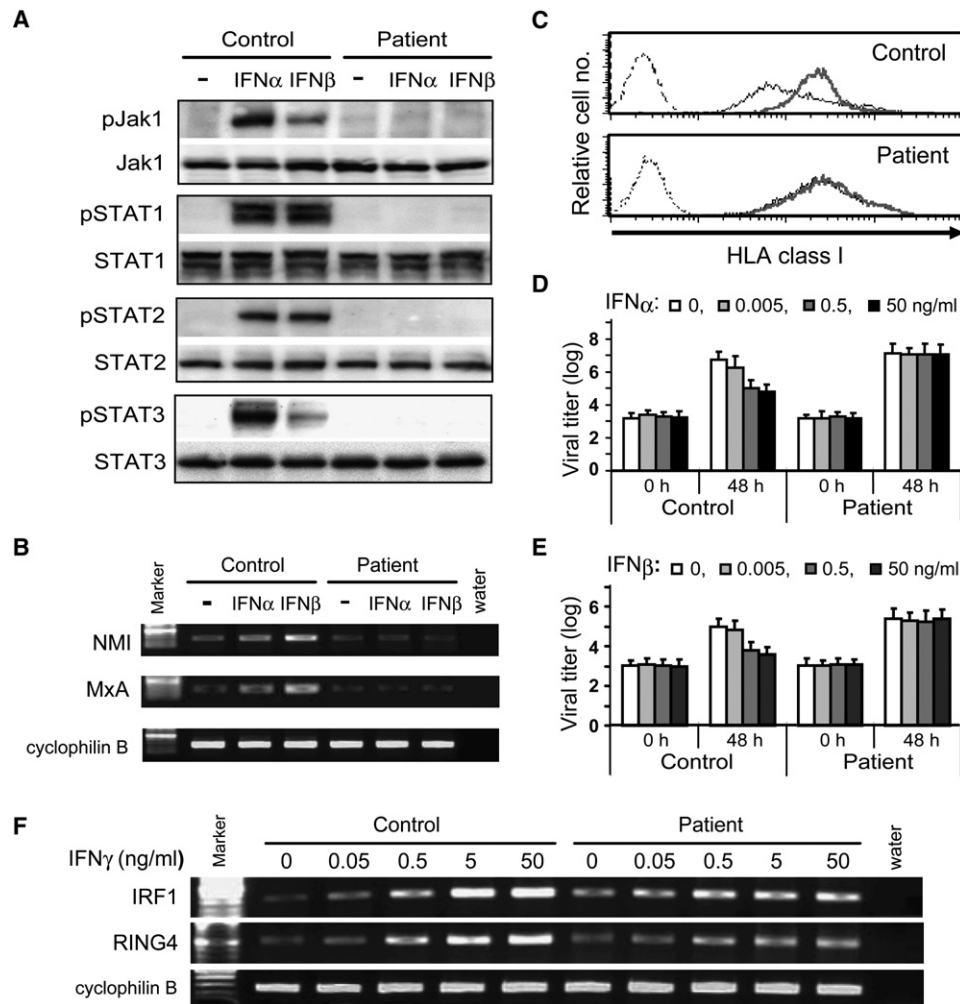 A
Control Patient
- IFNα IFNβ - IFNα IFNβ
pJak1
Jak1
pSTAT1
STAT1
pSTAT2
STAT2
pSTAT3
STAT3
B
Marker Control Patient water
- IFNα IFNβ - IFNα IFNβ
NMI
MxA
cyclophilin B
C
Relative cell no.
Control
Patient
HLA class I
D
IFNα: 0, 0.005, 0.5, 50 ng/ml
Viral titer (log)
8
6
4
2
0
0 h 48 h 0 h 48 h
Control Patient
E
IFNβ: 0, 0.005, 0.5, 50 ng/ml
Viral titer (log)
6
4
2
0
0 h 48 h 0 h 48 h
Control Patient
F
Marker Control Patient water
IFNγ (ng/ml) 0 0.05 0.5 5 50 0 0.05 0.5 5 50
IRF1
RING4
cyclophilin B